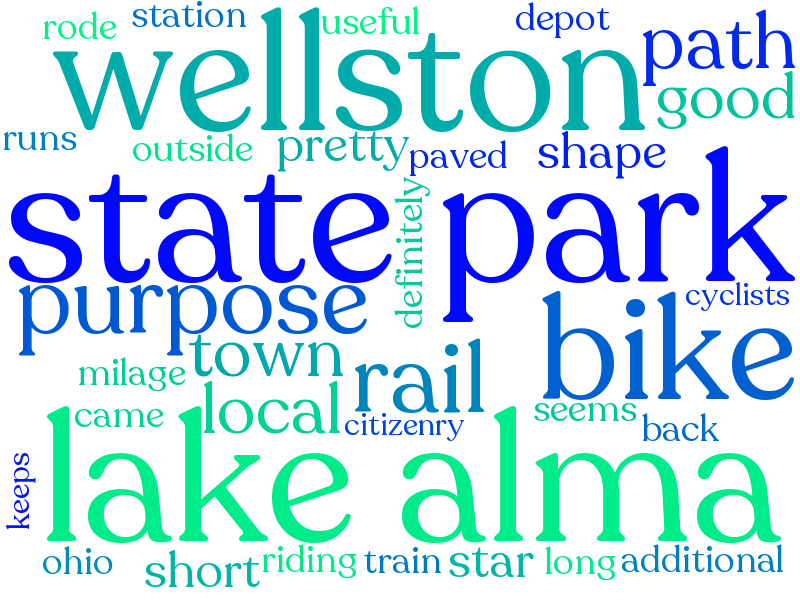 rode station useful depot
wellston path
good
runs outside pretty paved shape
state park
definitely
purpose bike cyclists
town rail
milage
came local citizenry seems back
keeps
lake alma
ohio short riding train star long additional